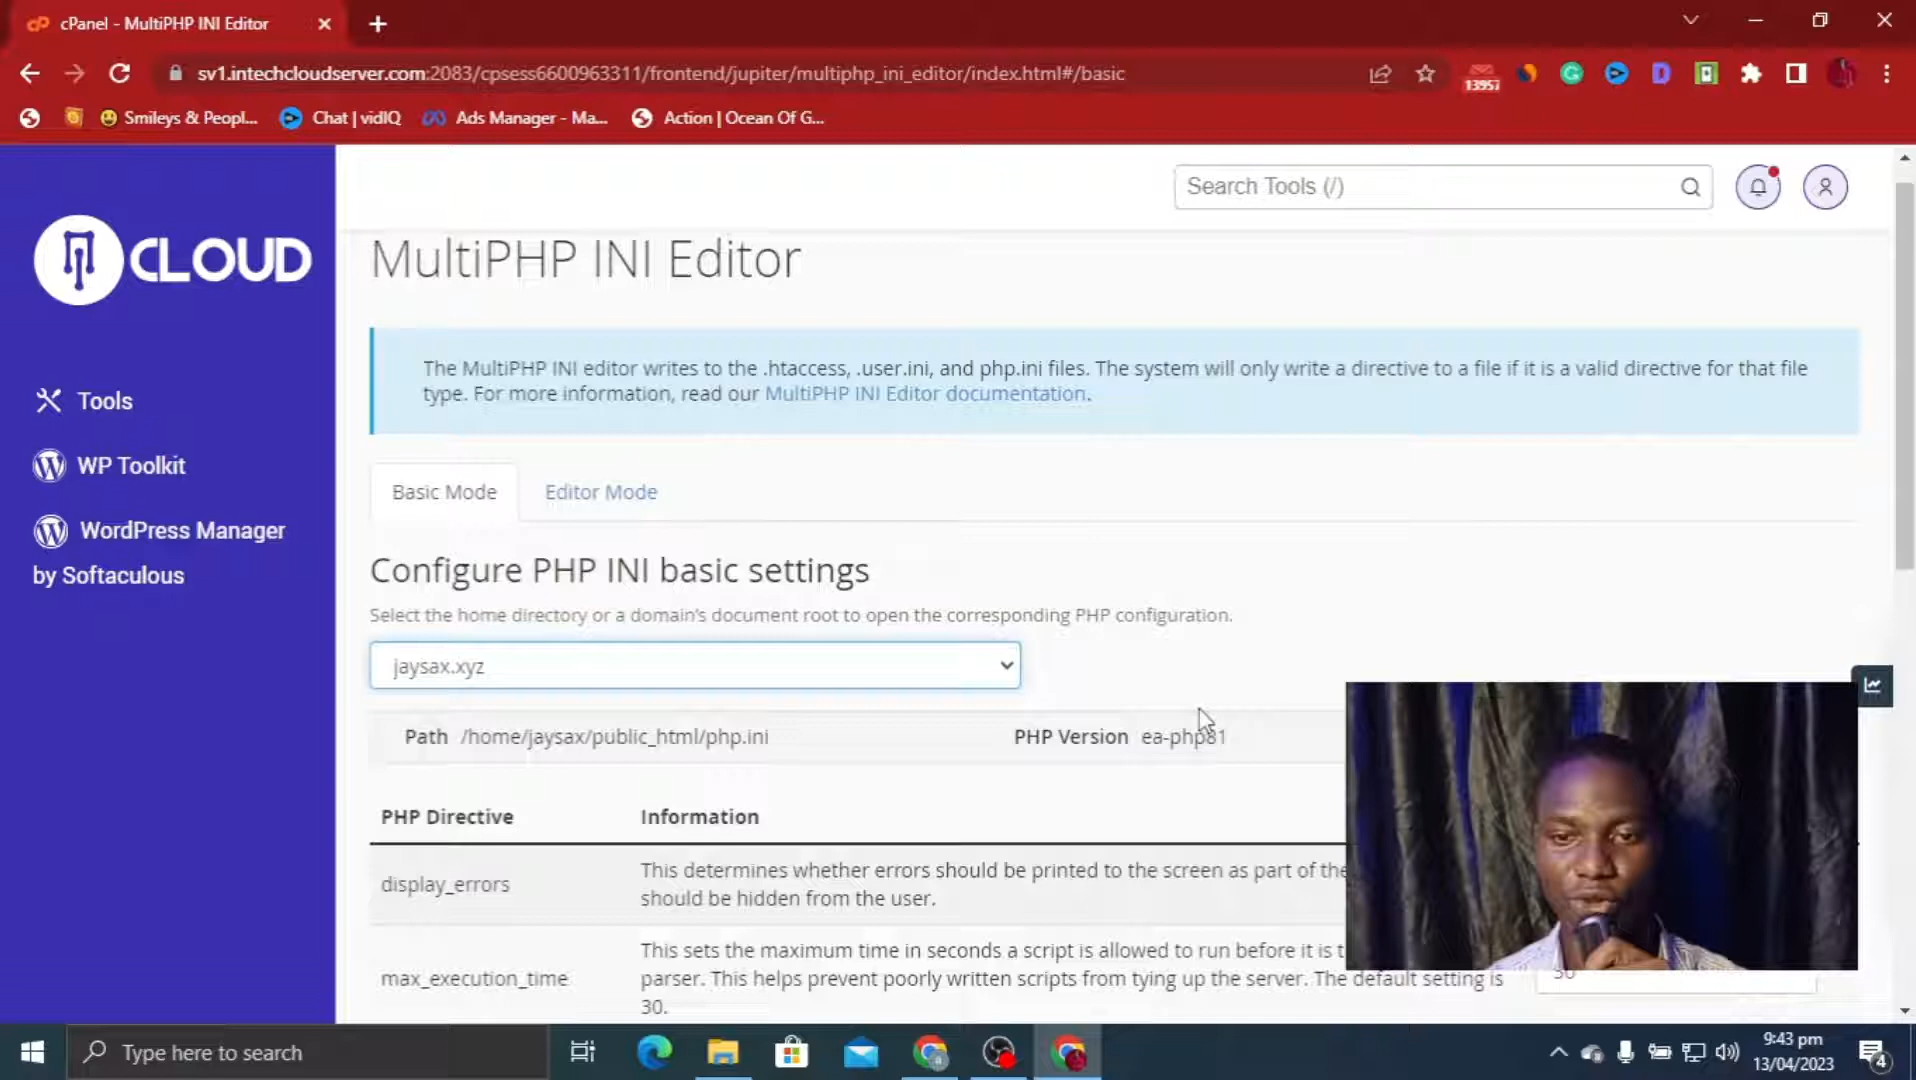 cPanel - MultiPHP INI Editor
sv1.intechcloudserver.com:2083/cpsess6600963311/frontend/jupiter/multiphp_ini_editor/index.html#/basic
13957
Smileys & Peopl...
Chat | vidIQ
Ads Manager - Ma...
Action | Ocean Of G...
CLOUD
Search Tools (/)
Tools
WP Toolkit
WordPress Manager
by Softaculous
MultiPHP INI Editor
The MultiPHP INI editor writes to the .htaccess, .user.ini, and php.ini files. The system will only write a directive to a file if it is a valid directive for that file
type. For more information, read our MultiPHP INI Editor documentation.
Basic Mode
Editor Mode
Configure PHP INI basic settings
Select the home directory or a domain's document root to open the corresponding PHP configuration.
jaysax.xyz
Path /home/jaysax/public_html/php.ini
PHP Version ea-php81
PHP Directive
Information
display_errors
This determines whether errors should be printed to the screen as part of the
should be hidden from the user.
max_execution_time
This sets the maximum time in seconds a script is allowed to run before it is t
parser. This helps prevent poorly written scripts from tying up the server. The default setting is
30.
Type here to search
9:43 pm
13/04/2023
4